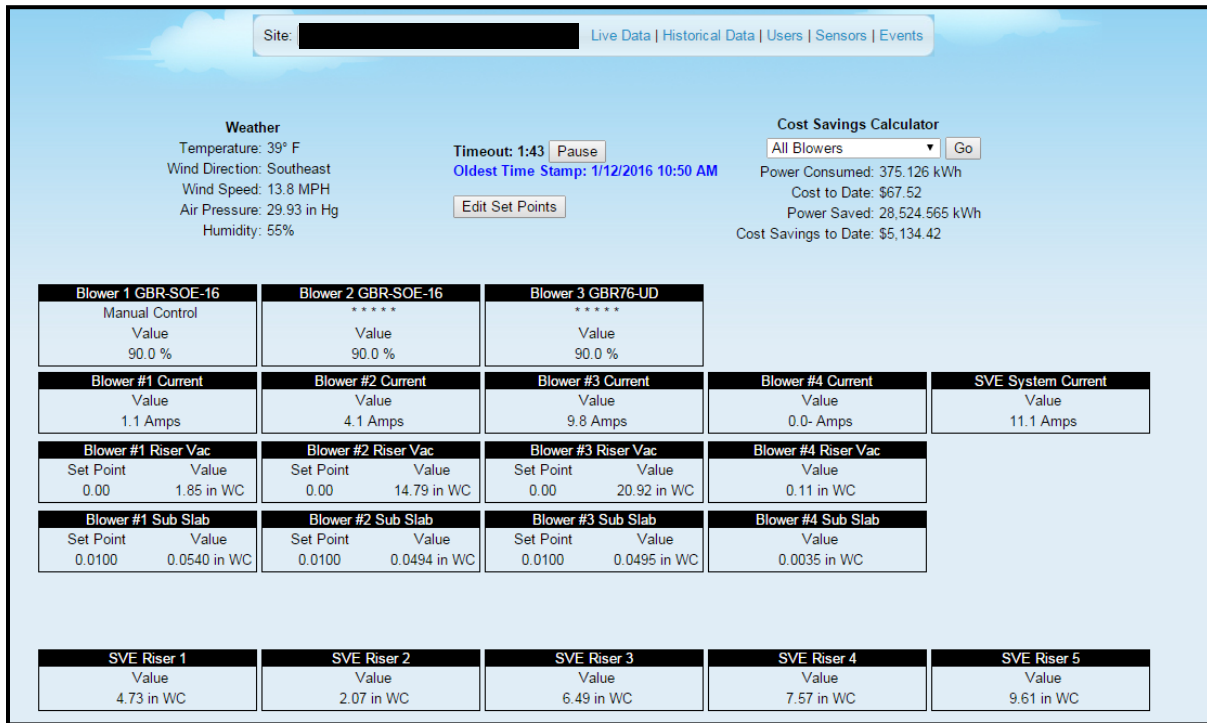 Site: Live Data | Historical Data | Users | Sensors | Events
Weather
Temperature: 39° F
Wind Direction: Southeast
Wind Speed: 13.8 MPH
Air Pressure: 29.93 in Hg
Humidity: 55%
Timeout: 1:43 Pause
Oldest Time Stamp: 1/12/2016 10:50 AM
Edit Set Points
Cost Savings Calculator
All Blowers Go
Power Consumed: 375.126 kWh
Cost to Date: $67.52
Power Saved: 28,524.565 kWh
Cost Savings to Date: $5,134.42
Blower 1 GBR-SOE-16 Blower 2 GBR-SOE-16 Blower 3 GBR76-UD
Manual Control * * * * * * * * * *
Value Value Value
90.0 % 90.0 % 90.0 %
Blower #1 Current Blower #2 Current Blower #3 Current Blower #4 Current SVE System Current
Value Value Value Value Value
1.1 Amps 4.1 Amps 9.8 Amps 0.0- Amps 11.1 Amps
Blower #1 Riser Vac Blower #2 Riser Vac Blower #3 Riser Vac Blower #4 Riser Vac
Set Point Value Set Point Value Set Point Value Value
0.00 1.85 in WC 0.00 14.79 in WC 0.00 20.92 in WC 0.11 in WC
Blower #1 Sub Slab Blower #2 Sub Slab Blower #3 Sub Slab Blower #4 Sub Slab
Set Point Value Set Point Value Set Point Value Value
0.0100 0.0540 in WC 0.0100 0.0494 in WC 0.0100 0.0495 in WC 0.0035 in WC
SVE Riser 1 SVE Riser 2 SVE Riser 3 SVE Riser 4 SVE Riser 5
Value Value Value Value Value
4.73 in WC 2.07 in WC 6.49 in WC 7.57 in WC 9.61 in WC